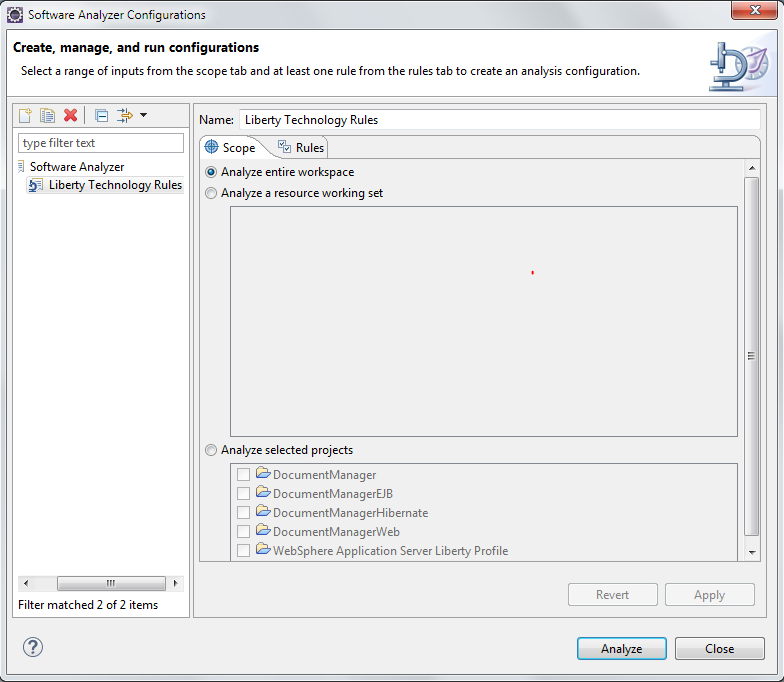 Software Analyzer Configurations
Create, manage, and run configurations
Select a range of inputs from the scope tab and at least one rule from the rules tab to create an analysis configuration.
type filter text
Software Analyzer
Liberty Technology Rules
Filter matched 2 of 2 items
Name: Liberty Technology Rules
Scope Rules
Analyze entire workspace
Analyze a resource working set
Analyze selected projects
DocumentManager
DocumentManagerEJB
DocumentManagerHibernate
DocumentManagerWeb
WebSphere Application Server Liberty Profile
Revert Apply
? Analyze Close